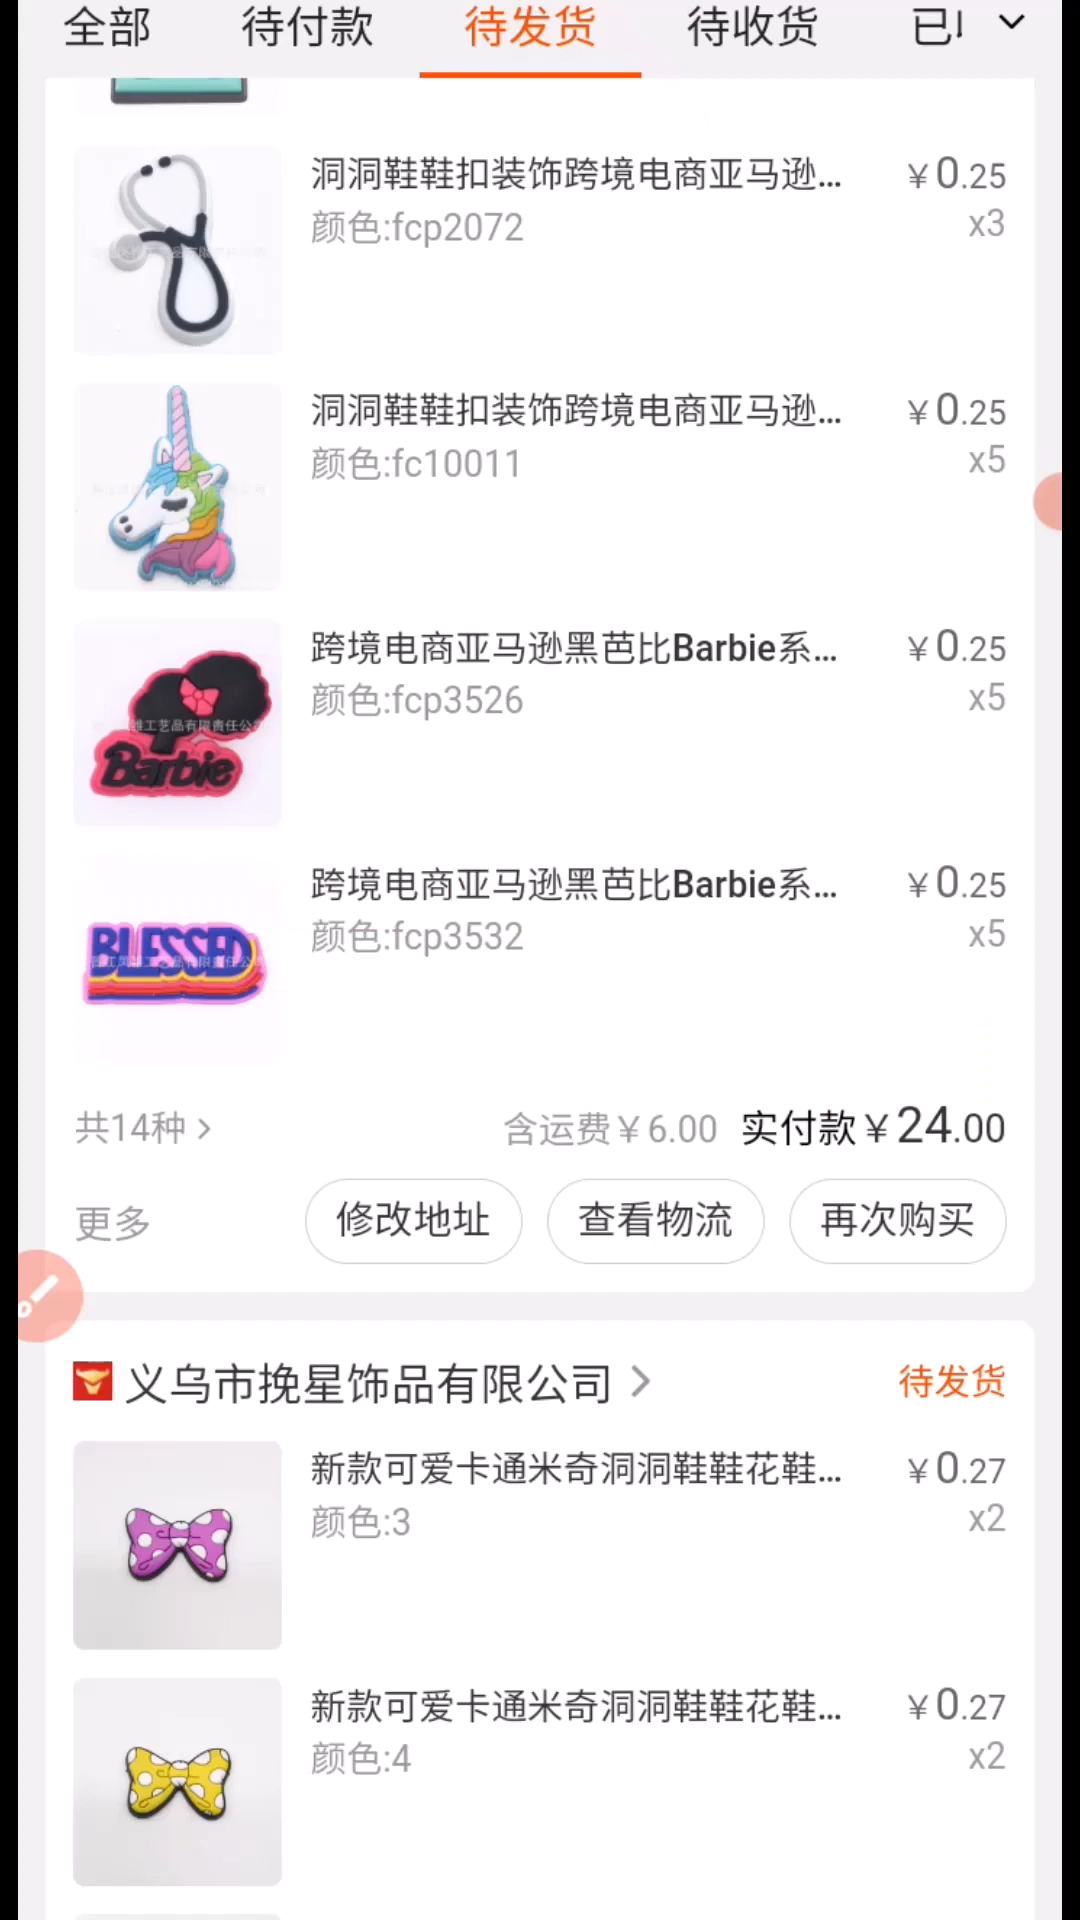 全部 待付款 待发货 待收货 已
洞洞鞋鞋扣装饰跨境电商亚马逊... ¥0.25
颜色:fcp2072 x3
洞洞鞋鞋扣装饰跨境电商亚马逊... ¥0.25
颜色:fc10011 x5
跨境电商亚马逊黑芭比Barbie系... ¥0.25
颜色:fcp3526 x5
Barbie
跨境电商亚马逊黑芭比Barbie系... ¥0.25
颜色:fcp3532 x5
BLESSED
共14种 > 含运费¥6.00 实付款¥24.00
更多 修改地址 查看物流 再次购买
义乌市挽星饰品有限公司 > 待发货
新款可爱卡通米奇洞洞鞋鞋花鞋... ¥0.27
颜色:3 x2
新款可爱卡通米奇洞洞鞋鞋花鞋... ¥0.27
颜色:4 x2